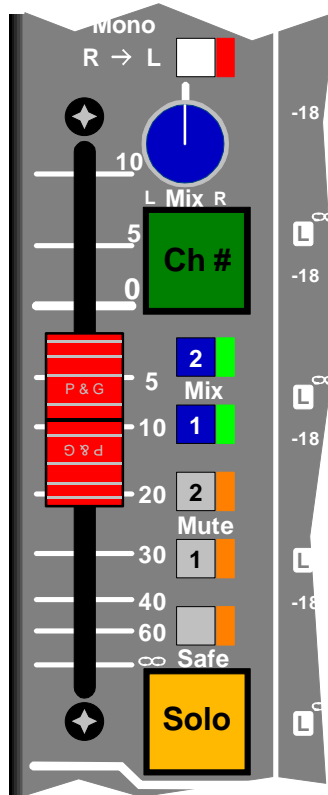 Mono
R → L
-18
10
L Mix R
5
Ch #
L ∞
-18
0
2
P & G
5
Mix
L ∞
10
1
-18
P & G
20
2
Mute
30
1
L
-18
40
60
∞ Safe
Solo
L ∞